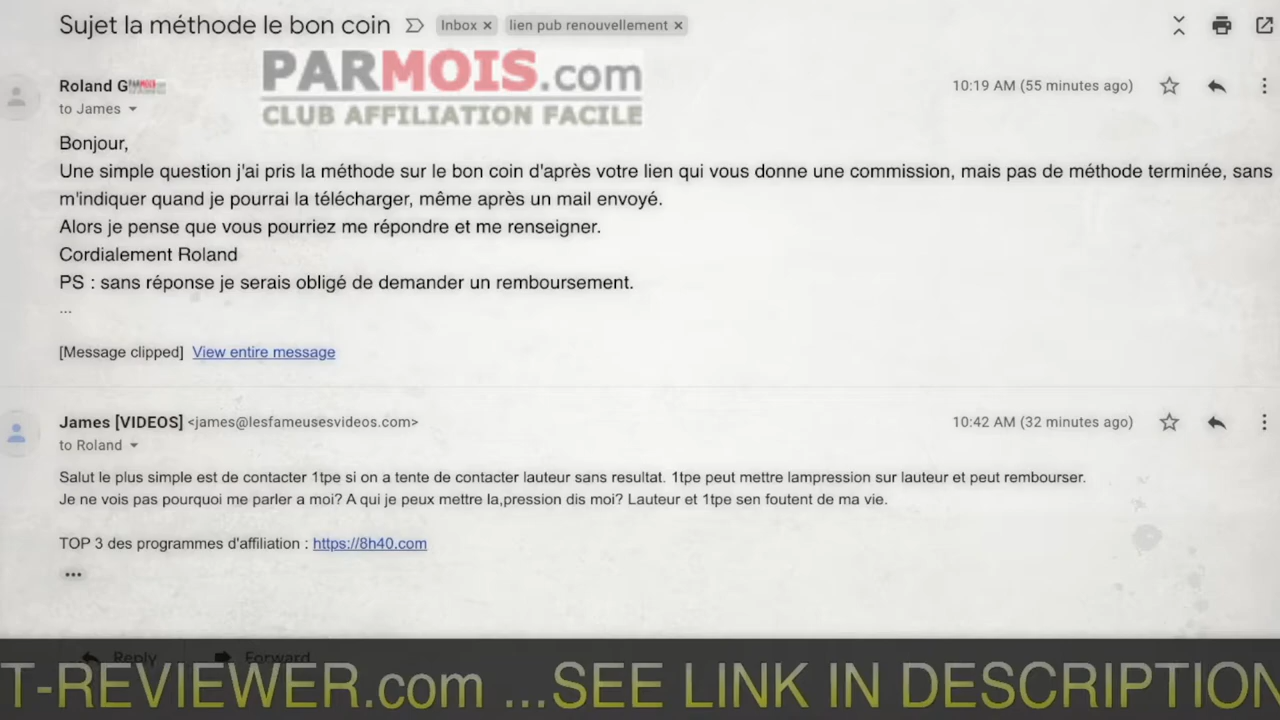 Sujet la méthode le bon coin
Inbox × lien pub renouvellement ×
PARMOIS.com
CLUB AFFILIATION FACILE
Roland G
10:19 AM (55 minutes ago)
to James
Bonjour,
Une simple question j'ai pris la méthode sur le bon coin d'après votre lien qui vous donne une commission, mais pas de méthode terminée, sans
m'indiquer quand je pourrai la télécharger, même après un mail envoyé.
Alors je pense que vous pourriez me répondre et me renseigner.
Cordialement Roland
PS : sans réponse je serais obligé de demander un remboursement.
...
[Message clipped] View entire message
James [VIDEOS] <james@lesfameusesvideos.com>
10:42 AM (32 minutes ago)
to Roland
Salut le plus simple est de contacter 1tpe si on a tente de contacter lauteur sans resultat. 1tpe peut mettre lampression sur lauteur et peut rembourser.
Je ne vois pas pourquoi me parler a moi? A qui je peux mettre la,pression dis moi? Lauteur et 1tpe sen foutent de ma vie.
TOP 3 des programmes d'affiliation : https://8h40.com
•••
Reply Forward
T-REVIEWER.com ...SEE LINK IN DESCRIPTION